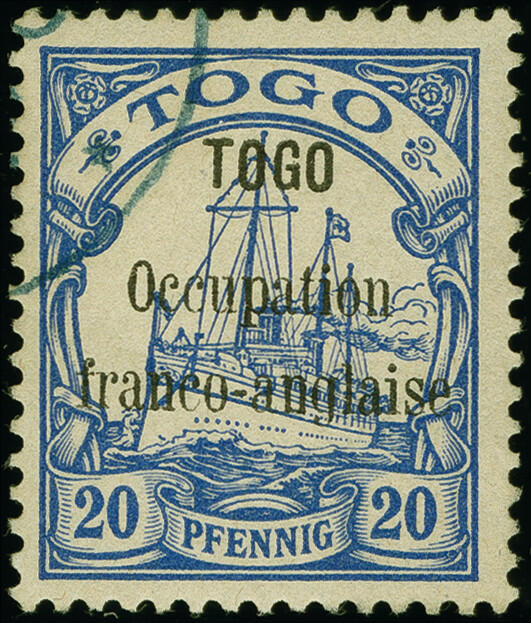 TOGO
TOGO
Occupation
franco-anglaise
20 PFENNIG 20